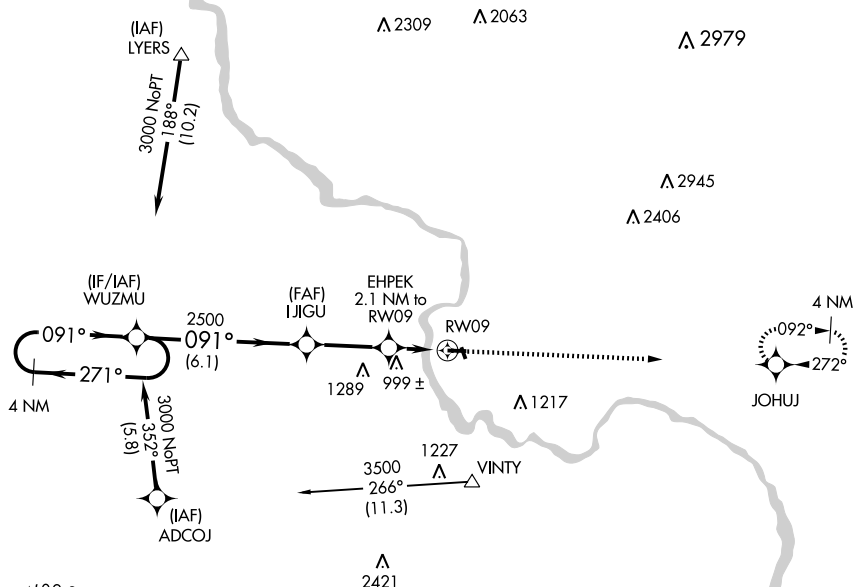 (IAF)
LYERS
2309
2063
2979
3000 NoPT
188°
(10.2)
2945
2406
(IF/IAF)
WUZMU
2500
091°
(6.1)
(FAF)
IJIGU
EHPEK
2.1 NM to
RW09
RW09
4 NM
091°
271°
4 NM
092°
272°
JOHUJ
1289
999 ±
1217
3000 NoPT
352°
(5.8)
(IAF)
ADCOJ
1227
VINTY
3500
266°
(11.3)
2421